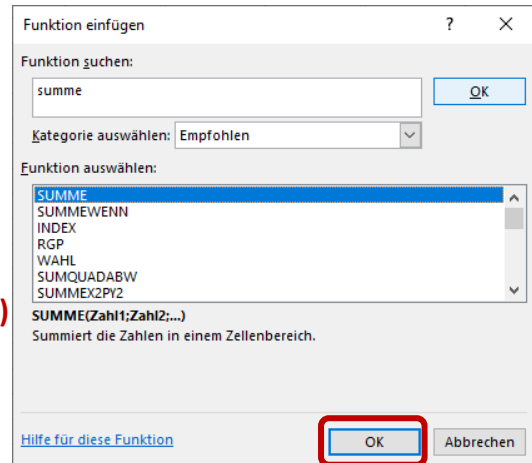 Funktion einfügen ? ×
Funktion suchen:
summe
OK
Kategorie auswählen: Empfohlen
Funktion auswählen:
SUMME
SUMMEWENN
INDEX
RGP
WAHL
SUMQUADABW
SUMMEX2PY2
)
SUMME(Zahl1;Zahl2;...)
Summiert die Zahlen in einem Zellenbereich.
Hilfe für diese Funktion
OK
Abbrechen